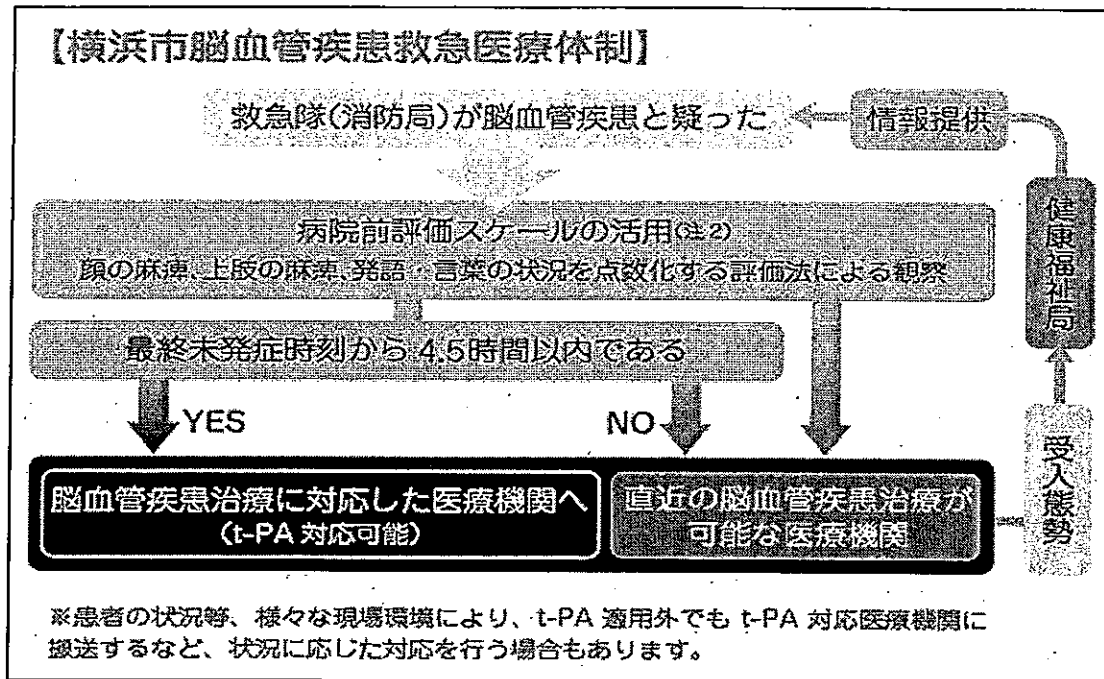 【横浜市脳血管疾患救急医療体制】
救急隊(消防局)が脳血管疾患と疑った
情報提供
健康福祉局
病院前評価スケールの活用(注2)
顔の麻痺、上肢の麻痺、発語・言葉の状況を点数化する評価法による観察
最終未発症時刻から 4.5時間以内である
YES
NO
受入態勢
脳血管疾患治療に対応した医療機関へ
(t-PA 対応可能)
直近の脳血管疾患治療が
可能な医療機関
※患者の状況等、様々な現場環境により、t-PA 適用外でも t-PA 対応医療機関に
搬送するなど、状況に応じた対応を行う場合もあります。